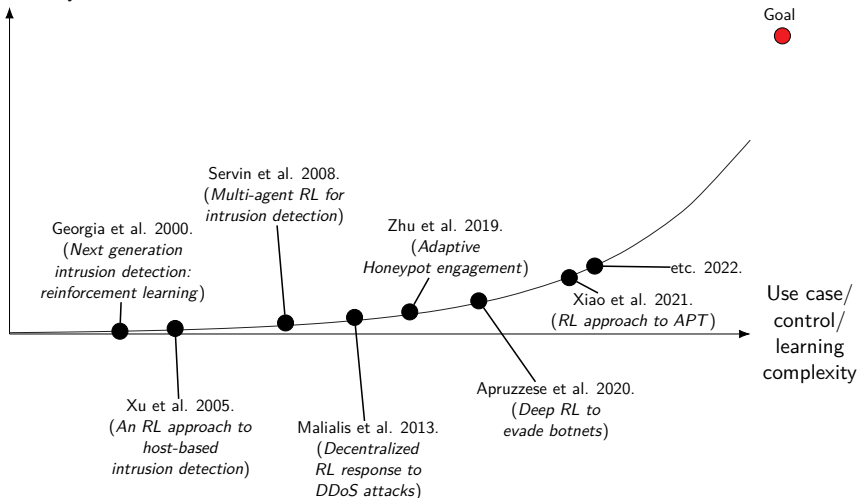 Goal
Servin et al. 2008.
(Multi-agent RL for
intrusion detection)
Georgia et al. 2000.
(Next generation
intrusion detection:
reinforcement learning)
Zhu et al. 2019.
(Adaptive
Honeypot engagement)
etc. 2022.
Xiao et al. 2021.
(RL approach to APT)
Use case/
control/
learning
complexity
Xu et al. 2005.
(An RL approach to
host-based
intrusion detection)
Malialis et al. 2013.
(Decentralized
RL response to
DDoS attacks)
Apruzzese et al. 2020.
(Deep RL to
evade botnets)